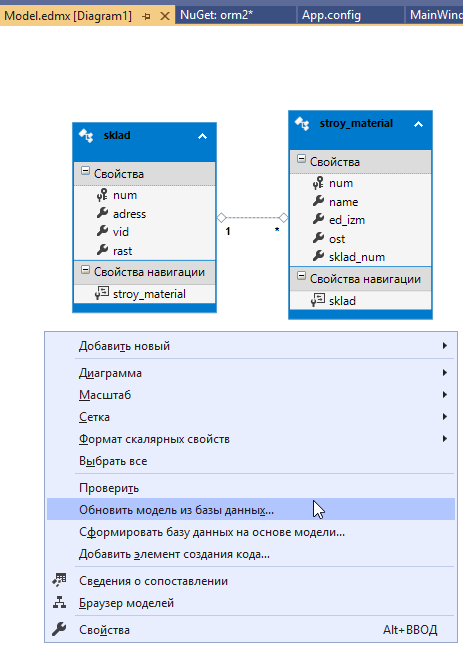 Model.edmx [Diagram1]
NuGet: orm2*
App.config
MainWind
sklad
Свойства
num
adress
vid
rast
Свойства навигации
stroy_material
1
*
stroy_material
Свойства
num
name
ed_izm
ost
sklad_num
Свойства навигации
sklad
Добавить новый
Диаграмма
Масштаб
Сетка
Формат скалярных свойств
Выбрать все
Проверить
Обновить модель из базы данных...
Сформировать базу данных на основе модели...
Добавить элемент создания кода...
Сведения о сопоставлении
Браузер моделей
Свойства Alt+ВВОД